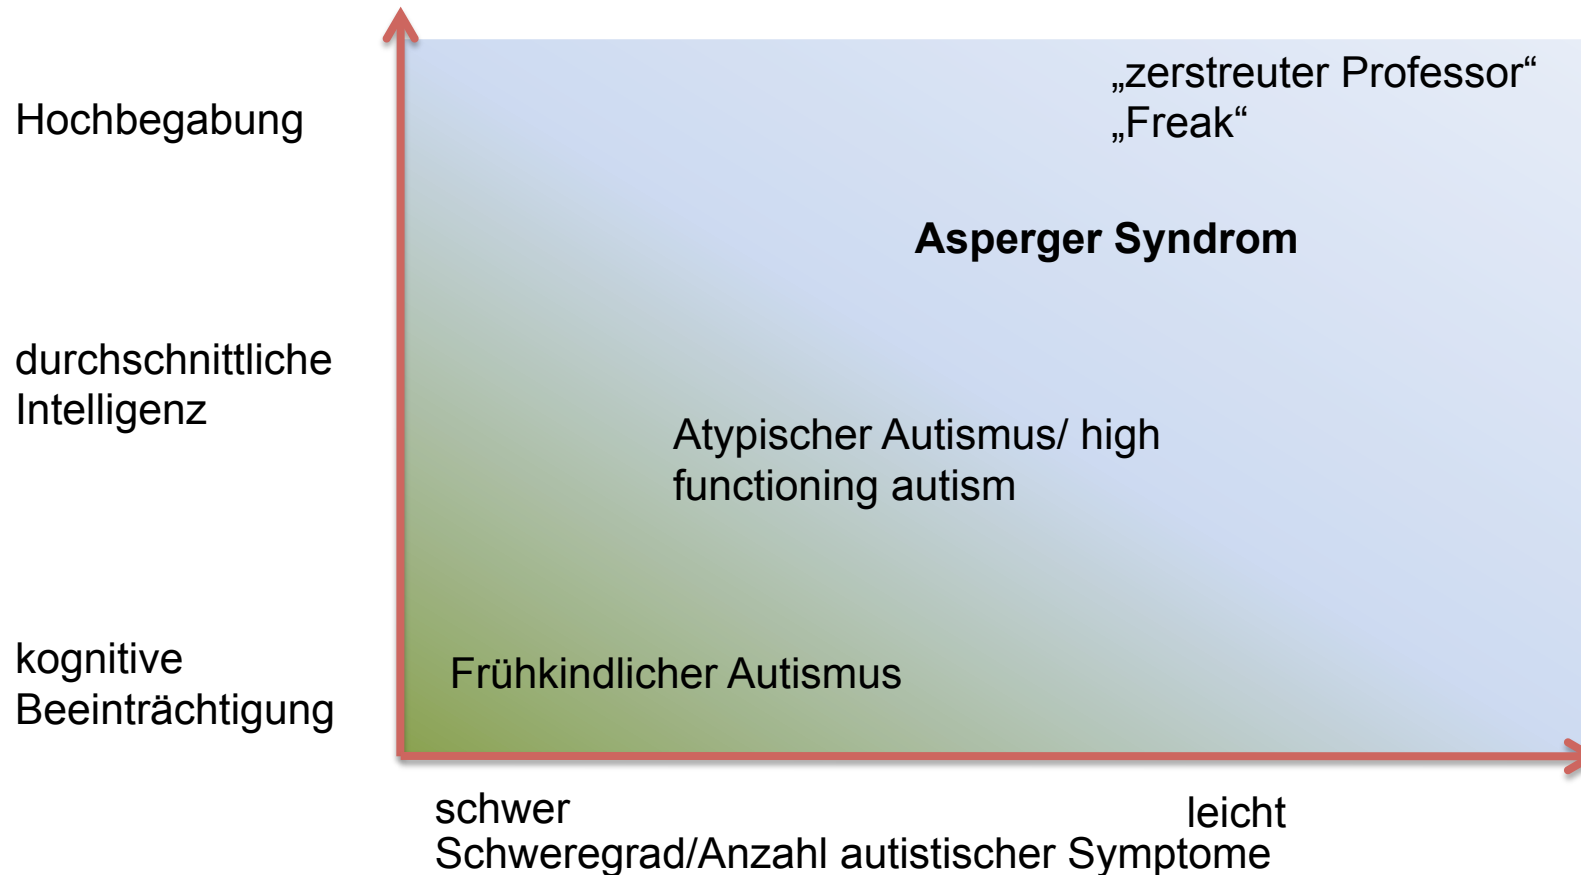 „zerstreuter Professor“
„Freak“
Hochbegabung
Asperger Syndrom
durchschnittliche
Intelligenz
Atypischer Autismus/ high
functioning autism
kognitive
Beeinträchtigung
Frühkindlicher Autismus
schwer leicht
Schweregrad/Anzahl autistischer Symptome